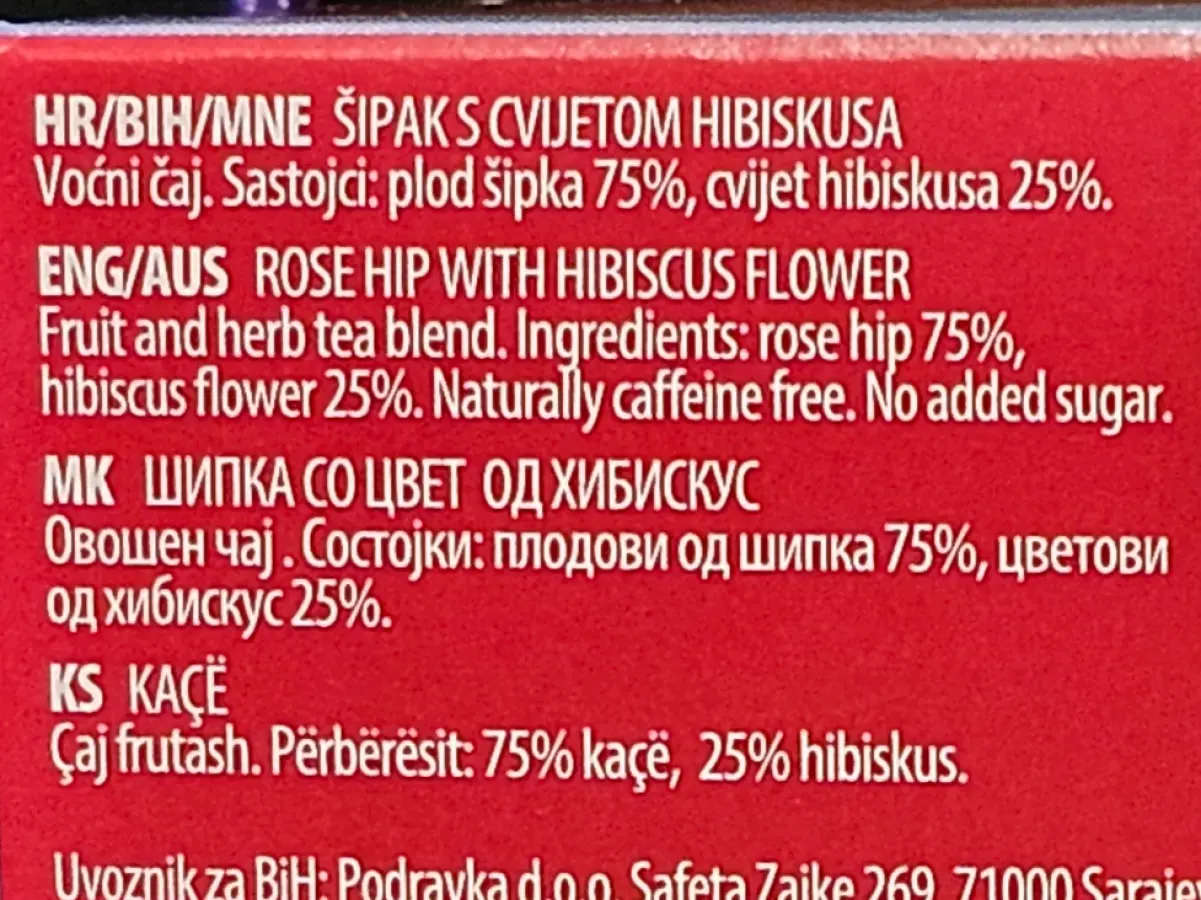 HR/BIH/MNE ŠIPAK S CVIJETOM HIBISKUSA
Voćni čaj. Sastojci: plod šipka 75%, cvijet hibiskusa 25%.
ENG/AUS ROSE HIP WITH HIBISCUS FLOWER
Fruit and herb tea blend. Ingredients: rose hip 75%,
hibiscus flower 25%. Naturally caffeine free. No added sugar.
MK ШИПКА СО ЦВЕТ ОД ХИБИСКУС
Овошен чај . Состојки: плодови од шипка 75%, цветови
од хибискус 25%.
KS KAÇË
Çaj frutash. Përbërësit: 75% kaçë, 25% hibiskus.
Uvoznik za BiH: Podravka d.o.o. Safeta Zajke 269, 71000